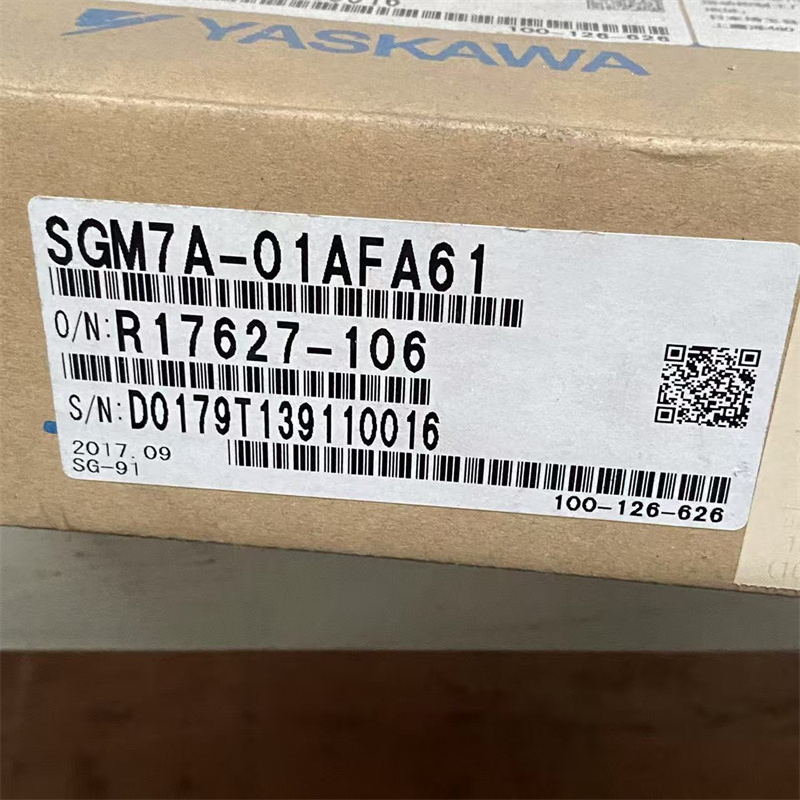 100-126-626
YASKAWA
SGM7A-01AFA61
O/N:R17627-106
S/N:D0179T139110016
2017.09
SG-91
100-126-626